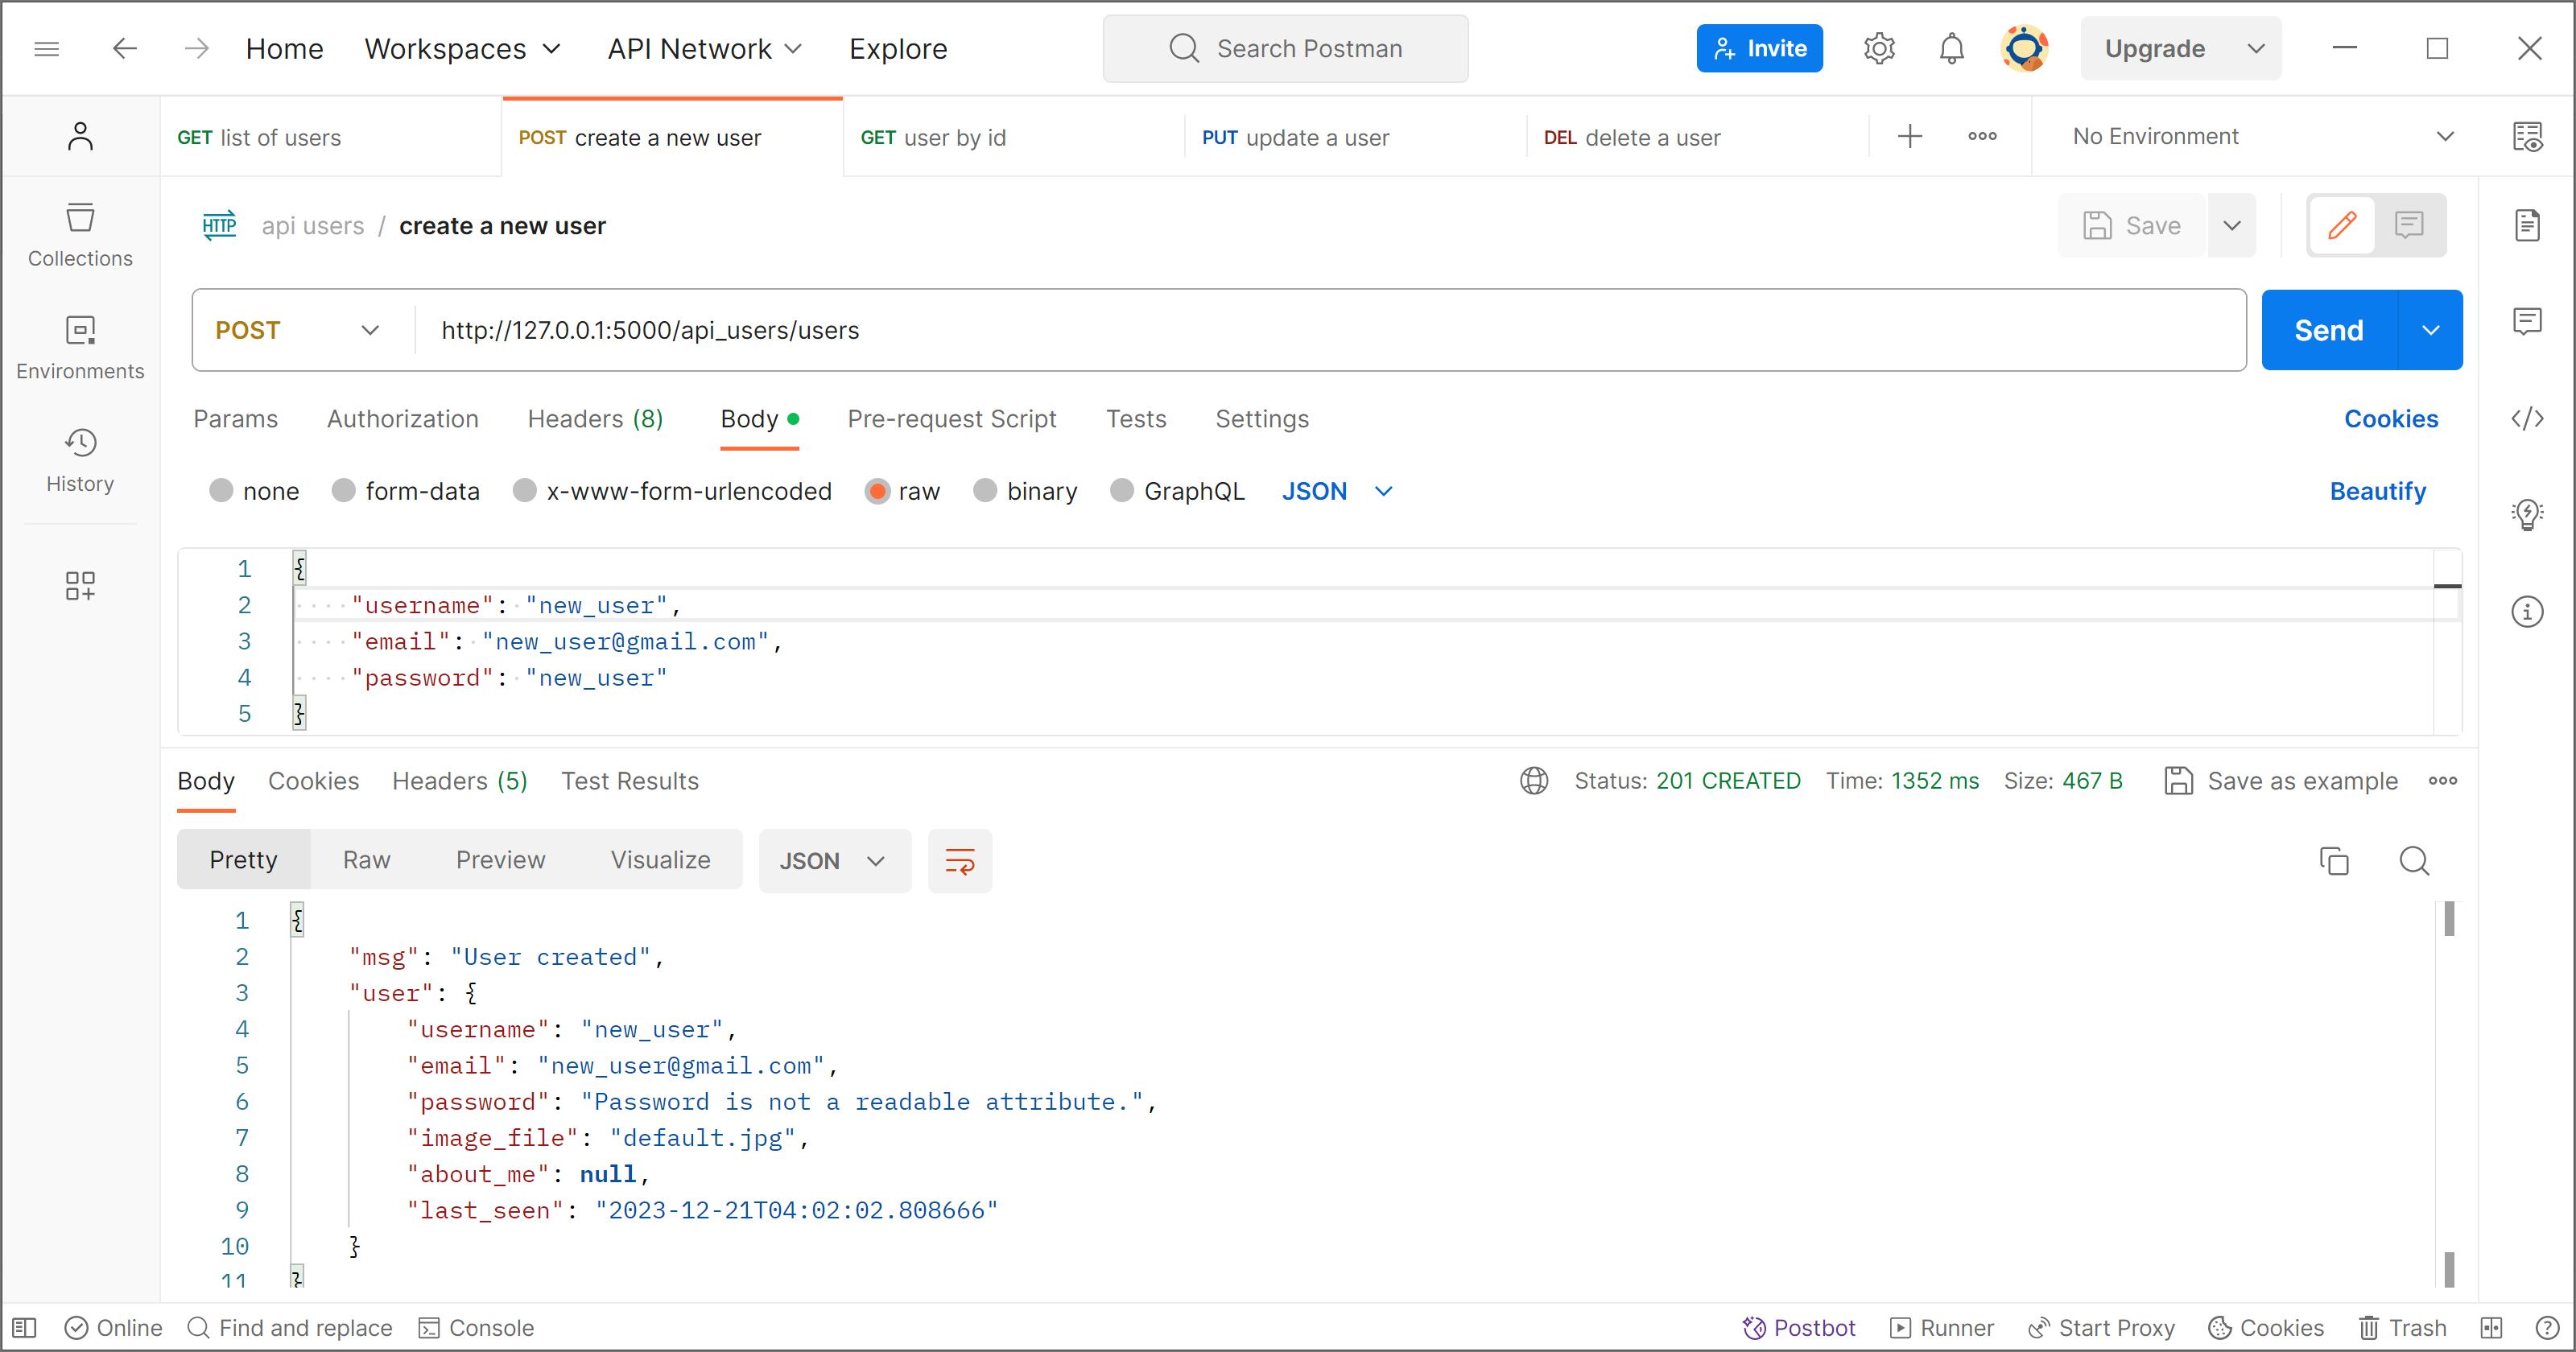 Home Workspaces API Network Explore Search Postman Invite Upgrade
GET list of users POST create a new user GET user by id PUT update a user DEL delete a user No Environment
HTTP api users / create a new user Save
Collections
POST http://127.0.0.1:5000/api_users/users Send
Environments
Params Authorization Headers (8) Body Pre-request Script Tests Settings Cookies
History
none form-data x-www-form-urlencoded raw binary GraphQL JSON Beautify
1 {
2 ····"username":·"new_user",
3 ····"email":·"new_user@gmail.com",
4 ····"password":·"new_user"
5 }
Body Cookies Headers (5) Test Results Status: 201 CREATED Time: 1352 ms Size: 467 B Save as example
Pretty Raw Preview Visualize JSON
1 {
2 "msg": "User created",
3 "user": {
4 "username": "new_user",
5 "email": "new_user@gmail.com",
6 "password": "Password is not a readable attribute.",
7 "image_file": "default.jpg",
8 "about_me": null,
9 "last_seen": "2023-12-21T04:02:02.808666"
10 }
11 }
Online Find and replace Console Postbot Runner Start Proxy Cookies Trash